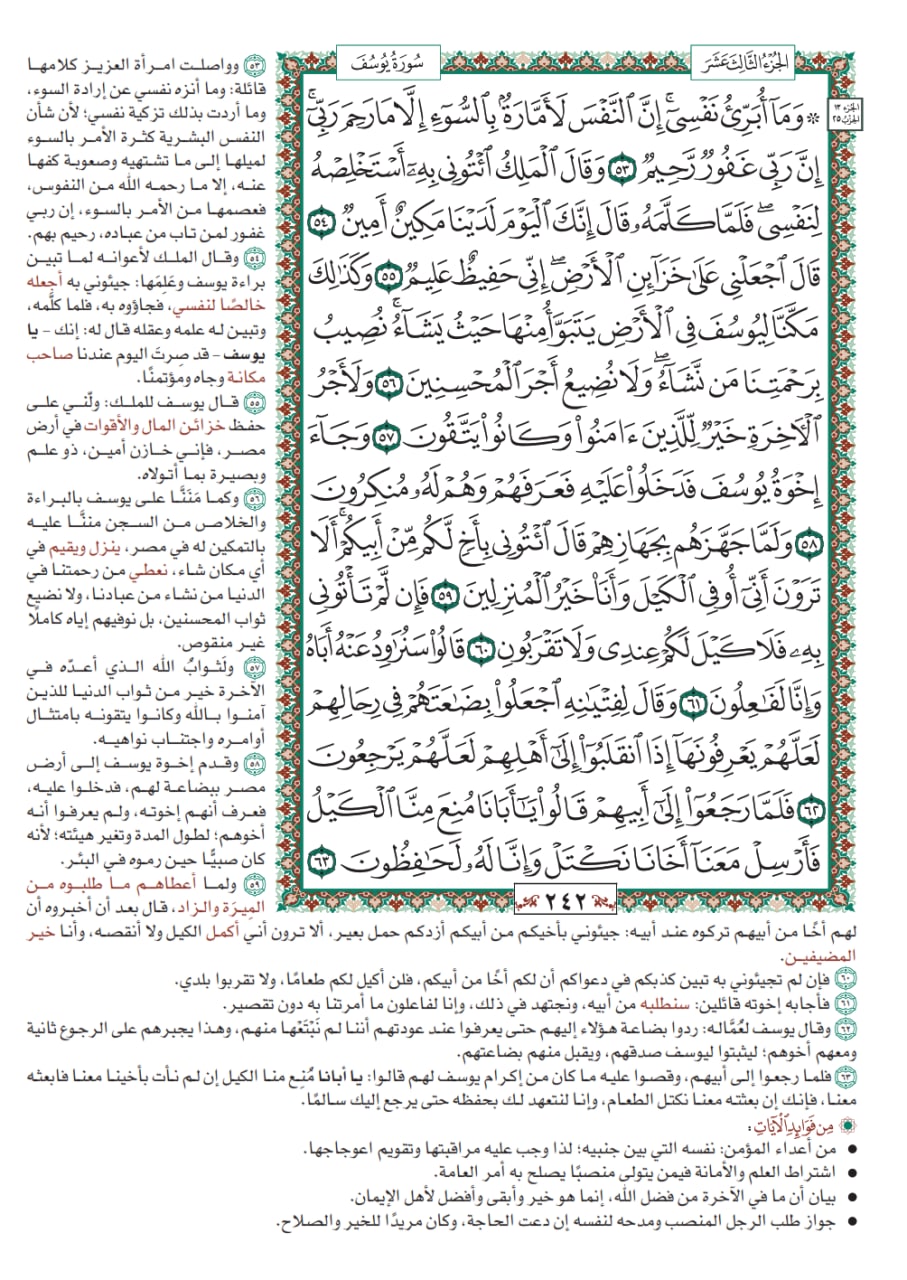 الجُزْءُ الثَّالِثَ عَشَرَ
سُورَةُ يُوسُفَ
الجزء ١٣
الحزب ٢٥
۞ وَمَآ أُبَرِّئُ نَفْسِيٓۚ إِنَّ ٱلنَّفْسَ لَأَمَّارَةُۢ بِٱلسُّوٓءِ إِلَّا مَا رَحِمَ رَبِّيٓۚ
إِنَّ رَبِّي غَفُورٞ رَّحِيمٞ ٥٣ وَقَالَ ٱلْمَلِكُ ٱئْتُونِي بِهِۦٓ أَسْتَخْلِصْهُ
لِنَفْسِيۖ فَلَمَّا كَلَّمَهُۥ قَالَ إِنَّكَ ٱلْيَوْمَ لَدَيْنَا مَكِينٌ أَمِينٞ ٥٤
قَالَ ٱجْعَلْنِي عَلَىٰ خَزَآئِنِ ٱلْأَرْضِۖ إِنِّي حَفِيظٌ عَلِيمٞ ٥٥ وَكَذَٰلِكَ
مَكَّنَّا لِيُوسُفَ فِي ٱلْأَرْضِ يَتَبَوَّأُ مِنْهَا حَيْثُ يَشَآءُۚ نُصِيبُ
بِرَحْمَتِنَا مَن نَّشَآءُۖ وَلَا نُضِيعُ أَجْرَ ٱلْمُحْسِنِينَ ٥٦ وَلَأَجْرُ
ٱلْأٓخِرَةِ خَيْرٞ لِّلَّذِينَ ءَامَنُواْ وَكَانُواْ يَتَّقُونَ ٥٧ وَجَآءَ
إِخْوَةُ يُوسُفَ فَدَخَلُواْ عَلَيْهِ فَعَرَفَهُمْ وَهُمْ لَهُۥ مُنكِرُونَ
٥٨ وَلَمَّا جَهَّزَهُم بِجَهَازِهِمْ قَالَ ٱئْتُونِي بِأَخٖ لَّكُم مِّنْ أَبِيكُمْۚ أَلَا
تَرَوْنَ أَنِّيٓ أُوفِي ٱلْكَيْلَ وَأَنَا۠ خَيْرُ ٱلْمُنزِلِينَ ٥٩ فَإِن لَّمْ تَأْتُونِي
بِهِۦ فَلَا كَيْلَ لَكُمْ عِندِي وَلَا تَقْرَبُونِ ٦٠ قَالُواْ سَنُرَٰوِدُ عَنْهُ أَبَاهُ
وَإِنَّا لَفَٰعِلُونَ ٦١ وَقَالَ لِفِتْيَٰنِهِ ٱجْعَلُواْ بِضَٰعَتَهُمْ فِي رِحَالِهِمْ
لَعَلَّهُمْ يَعْرِفُونَهَآ إِذَا ٱنقَلَبُوٓاْ إِلَىٰٓ أَهْلِهِمْ لَعَلَّهُمْ يَرْجِعُونَ
٦٢ فَلَمَّا رَجَعُوٓاْ إِلَىٰٓ أَبِيهِمْ قَالُواْ يَٰٓأَبَانَا مُنِعَ مِنَّا ٱلْكَيْلُ
فَأَرْسِلْ مَعَنَآ أَخَانَا نَكْتَلْ وَإِنَّا لَهُۥ لَحَٰفِظُونَ ٦٣
٢٤٢
٥٣ وواصلت امرأة العزيز كلامها
قائلة: وما أنزه نفسي عن إرادة السوء،
وما أردت بذلك تزكية نفسي؛ لأن شأن
النفس البشرية كثرة الأمر بالسوء
لميلها إلى ما تشتهيه وصعوبة كفها
عنه، إلا ما رحمه الله من النفوس،
فعصمها من الأمر بالسوء، إن ربي
غفور لمن تاب من عباده، رحيم بهم.
٥٤ وقال الملك لأعوانه لما تبين
براءة يوسف وعَلِمَها: جيئوني به أجعله
خالصًا لنفسي، فجاؤوه به، فلما كلَّمه،
وتبين له علمه وعقله قال له: إنك - يا
يوسف - قد صِرت اليوم عندنا صاحب
مكانة وجاه ومؤتمنًا.
٥٥ قال يوسف للملك: ولّني على
حفظ خزائن المال والأقوات في أرض
مصر، فإني خازن أمين، ذو علم
وبصيرة بما أتولاه.
٥٦ وكما مَنَنَّا على يوسف بالبراءة
والخلاص من السجن مننَّا عليه
بالتمكين له في مصر، ينزل ويقيم في
أي مكان شاء، نعطي من رحمتنا في
الدنيا من نشاء من عبادنا، ولا نضيع
ثواب المحسنين، بل نوفيهم إياه كاملًا
غير منقوص.
٥٧ ولَثوابُ الله الذي أعدّه في
الآخرة خير من ثواب الدنيا للذين
آمنوا بالله وكانوا يتقونه بامتثال
أوامره واجتناب نواهيه.
٥٨ وقدم إخوة يوسف إلى أرض
مصر ببضاعة لهم، فدخلوا عليه،
فعرف أنهم إخوته، ولم يعرفوا أنه
أخوهم؛ لطول المدة وتغير هيئته؛ لأنه
كان صبيًّا حين رموه في البئر.
٥٩ ولما أعطاهم ما طلبوه من
المِيرَة والزاد، قال بعد أن أخبروه أن
لهم أخًا من أبيهم تركوه عند أبيه: جيئوني بأخيكم من أبيكم أزدكم حمل بعير، ألا ترون أني أكمل الكيل ولا أنقصه، وأنا خير
المضيفين.
٦٠ فإن لم تجيئوني به تبين كذبكم في دعواكم أن لكم أخًا من أبيكم، فلن أكيل لكم طعامًا، ولا تقربوا بلدي.
٦١ فأجابه إخوته قائلين: سنطلبه من أبيه، ونجتهد في ذلك، وإنا لفاعلون ما أمرتنا به دون تقصير.
٦٢ وقال يوسف لعُمَّاله: ردوا بضاعة هؤلاء إليهم حتى يعرفوا عند عودتهم أننا لم نَبْتَعْها منهم، وهذا يجبرهم على الرجوع ثانية
ومعهم أخوهم؛ ليثبتوا ليوسف صدقهم، ويقبل منهم بضاعتهم.
٦٣ فلما رجعوا إلى أبيهم، وقصوا عليه ما كان من إكرام يوسف لهم قالوا: يا أبانا مُنِع منا الكيل إن لم نأت بأخينا معنا فابعثه
معنا، فإنك إن بعثته معنا نكتل الطعام، وإنا لنتعهد لك بحفظه حتى يرجع إليك سالمًا.
مِن فَوَائِدِ الآيَاتِ:
● من أعداء المؤمن: نفسه التي بين جنبيه؛ لذا وجب عليه مراقبتها وتقويم اعوجاجها.
● اشتراط العلم والأمانة فيمن يتولى منصبًا يصلح به أمر العامة.
● بيان أن ما في الآخرة من فضل الله، إنما هو خير وأبقى وأفضل لأهل الإيمان.
● جواز طلب الرجل المنصب ومدحه لنفسه إن دعت الحاجة، وكان مريدًا للخير والصلاح.